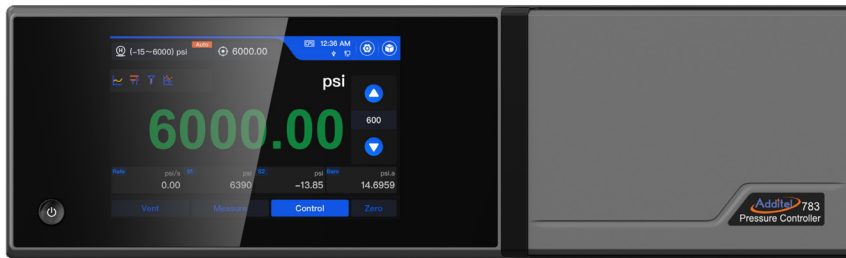 (-15~6000) psi
Auto
6000.00
12:36 AM
psi
6000.00
600
Rate psi/s 0.00
S1 psi 6390
S2 psi -13.85
Baro psi.a 14.6959
Vent Measure Control Zero
Additel 783
Pressure Controller